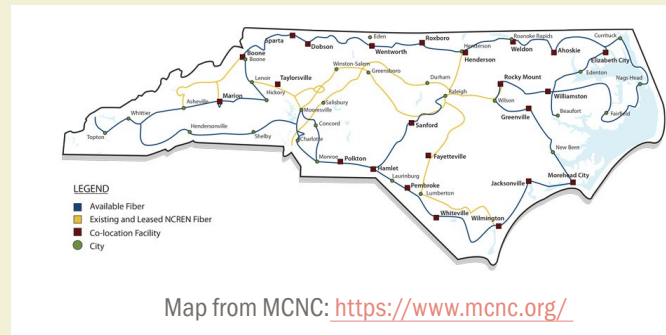 Sparta
Dobson
Eden
Wentworth
Roxboro
Henderson
Henderson
Roanoke Rapids
Weldon
Ahoskie
Currituck
Elizabeth City
Boone
Boone
Winston-Salem
Greensboro
Durham
Raleigh
Rocky Mount
Edenton
Nags Head
Williamston
Lenoir
Taylorsville
Hickory
Marion
Asheville
Mooresville
Salisbury
Wilson
Greenville
Beaufort
Fairfield
Whittier
Topton
Hendersonville
Shelby
Concord
Charlotte
Sanford
New Bern
Monroe
Polkton
Hamlet
Fayetteville
Laurinburg
Pembroke
Lumberton
Jacksonville
Morehead City
Whiteville
Wilmington
LEGEND
Available Fiber
Existing and Leased NCREN Fiber
Co-location Facility
City
Map from MCNC: https://www.mcnc.org/